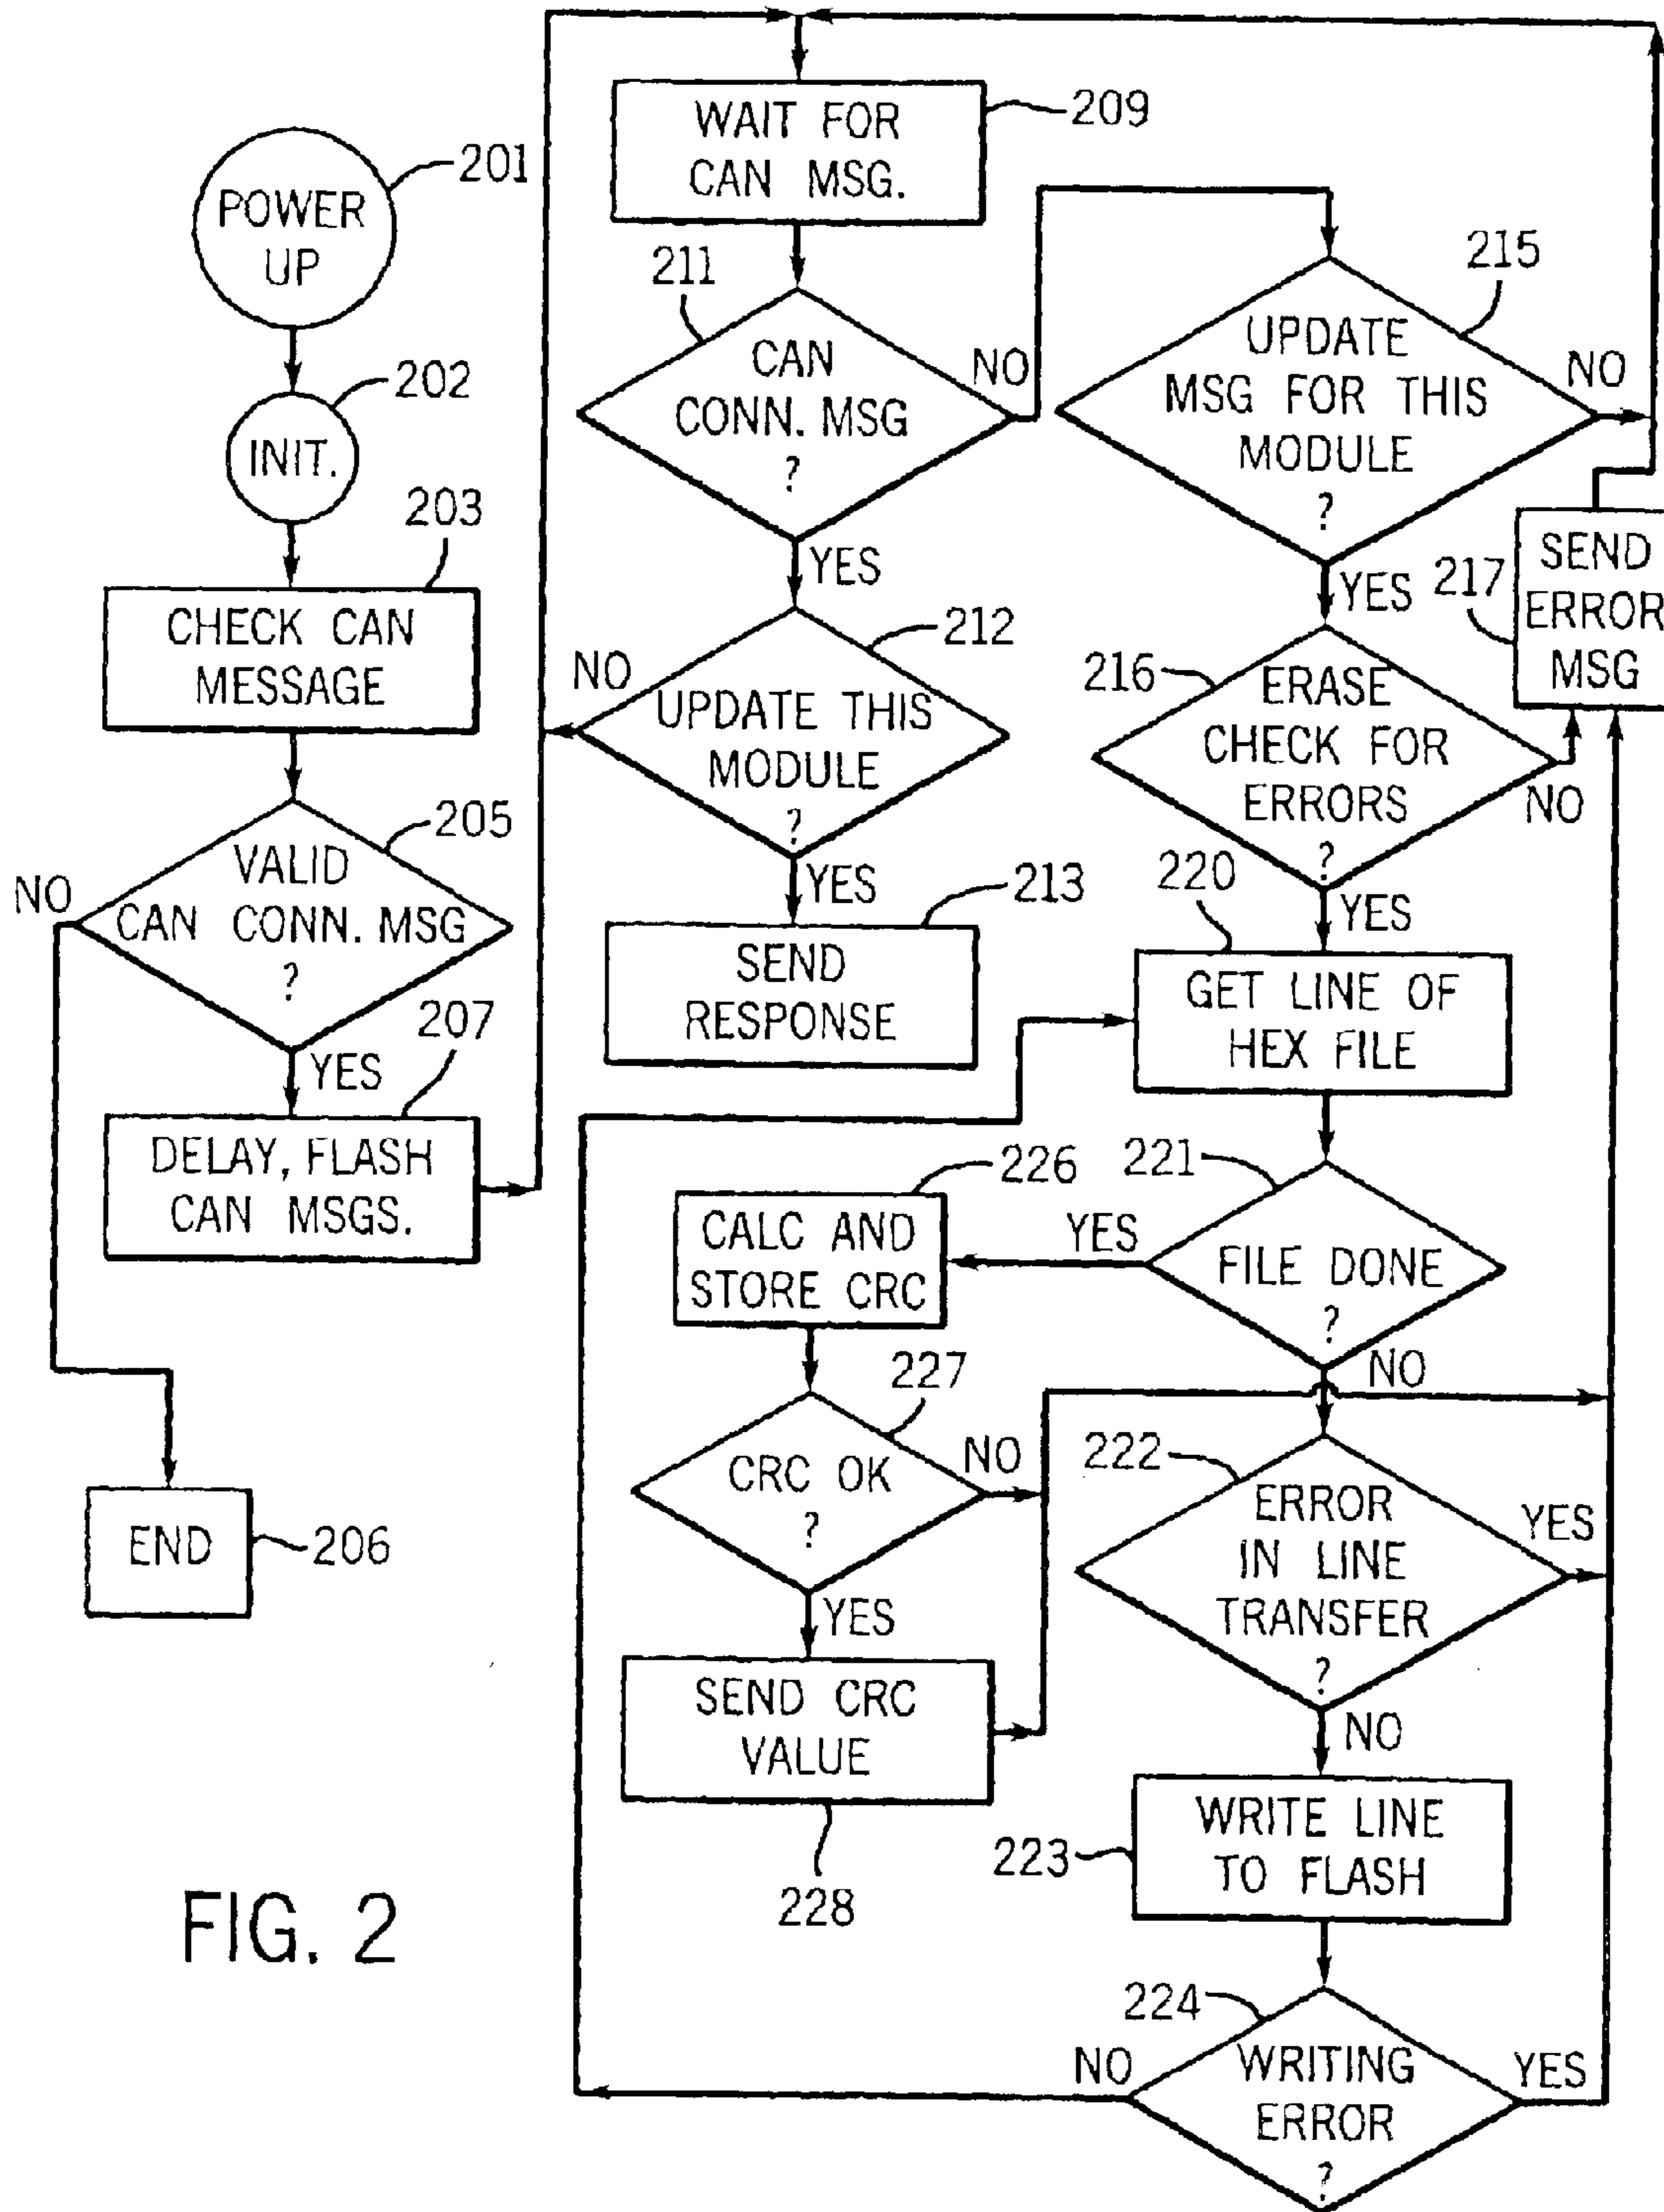 POWER
UP
201
INIT.
202
203
CHECK CAN
MESSAGE
205
VALID
CAN CONN. MSG
?
NO
YES
207
DELAY, FLASH
CAN MSGS.
END
206
WAIT FOR
CAN MSG.
209
211
CAN
CONN. MSG
?
NO
YES
212
UPDATE THIS
MODULE
?
NO
YES
213
SEND
RESPONSE
215
UPDATE
MSG FOR THIS
MODULE
?
NO
YES
217
SEND
ERROR
MSG
216
ERASE
CHECK FOR
ERRORS
?
NO
YES
220
GET LINE OF
HEX FILE
221
FILE DONE
?
YES
NO
226
CALC AND
STORE CRC
227
CRC OK
?
NO
YES
SEND CRC
VALUE
228
222
ERROR
IN LINE
TRANSFER
?
YES
NO
223
WRITE LINE
TO FLASH
224
WRITING
ERROR
?
NO
YES
FIG. 2